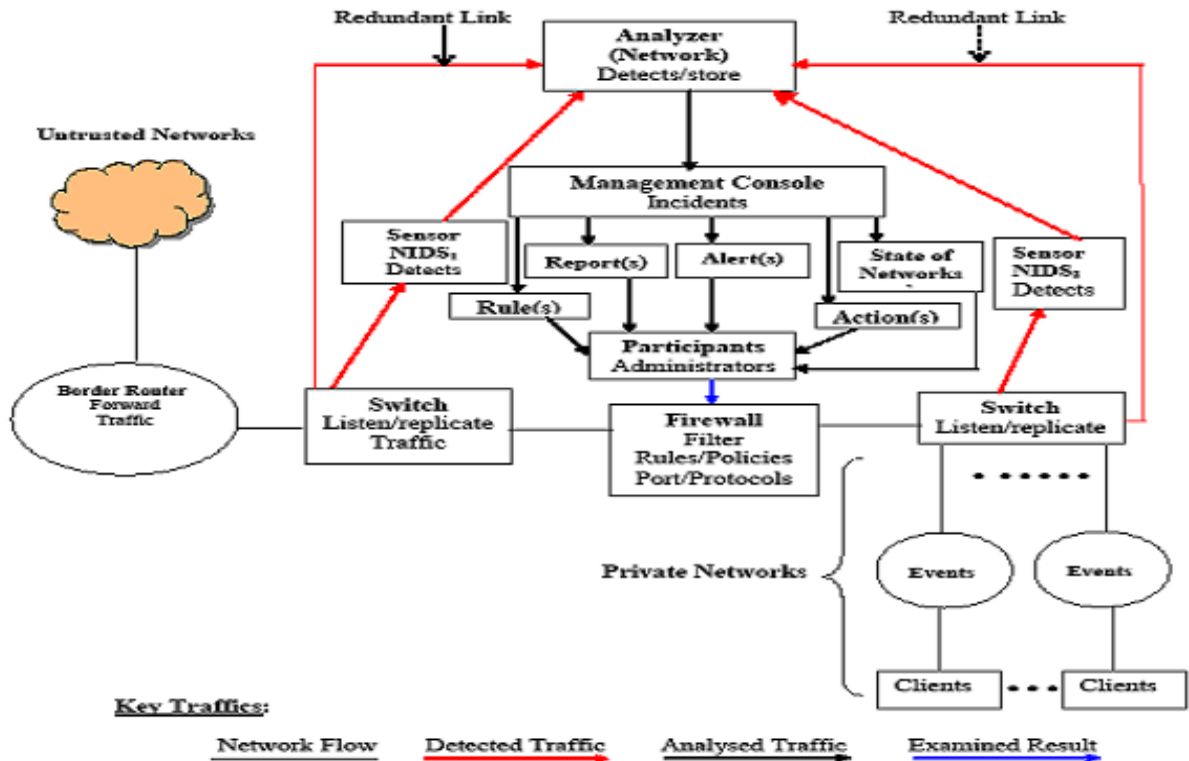 Redundant Link
Redundant Link
Analyzer
(Network)
Detects/store
Untrusted Networks
Management Console
Incidents
Sensor
NIDS₁
Detects
Report(s)
Alert(s)
State of
Networks
Sensor
NIDS₁
Detects
Rule(s)
Action(s)
Participants
Administrators
Border Router
Forward
Traffic
Switch
Listen/replicate
Traffic
Firewall
Filter
Rules/Policies
Port/Protocols
Switch
Listen/replicate
Private Networks
Events
Events
Clients
Clients
Key Traffics:
Network Flow
Detected Traffic
Analysed Traffic
Examined Result